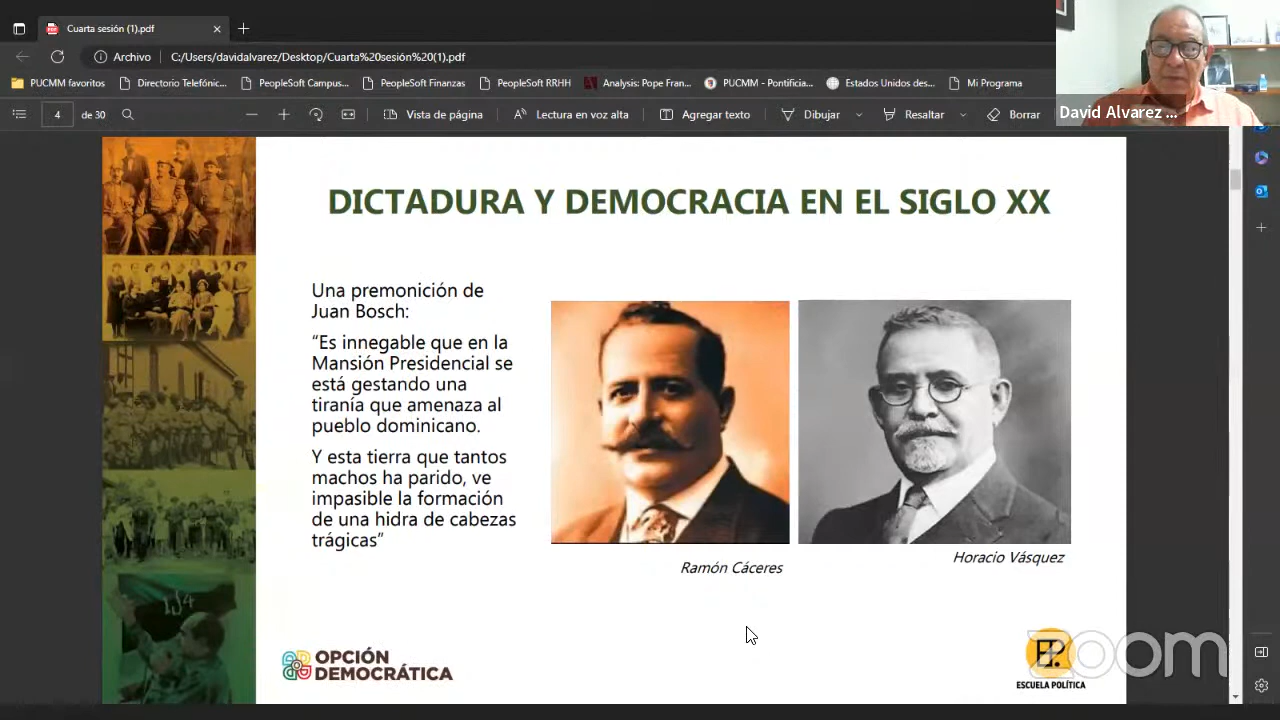 Cuarta sesión (1).pdf
Archivo
C:/Users/davidalvarez/Desktop/Cuarta%20sesión%20(1).pdf
PUCMM favoritos
Directorio Telefónic...
PeopleSoft Campus...
PeopleSoft Finanzas
PeopleSoft RRHH
Analysis: Pope Fran...
PUCMM - Pontificia...
Estados Unidos des...
Mi Programa
4 de 30
Vista de página
Lectura en voz alta
Agregar texto
Dibujar
Resaltar
Borrar
David Alvarez ...
DICTADURA Y DEMOCRACIA EN EL SIGLO XX
Una premonición de
Juan Bosch:
“Es innegable que en la
Mansión Presidencial se
está gestando una
tiranía que amenaza al
pueblo dominicano.
Y esta tierra que tantos
machos ha parido, ve
impasible la formación
de una hidra de cabezas
trágicas”
Ramón Cáceres
Horacio Vásquez
OPCIÓN
DEMOCRÁTICA
EP.
ESCUELA POLÍTICA
zoom